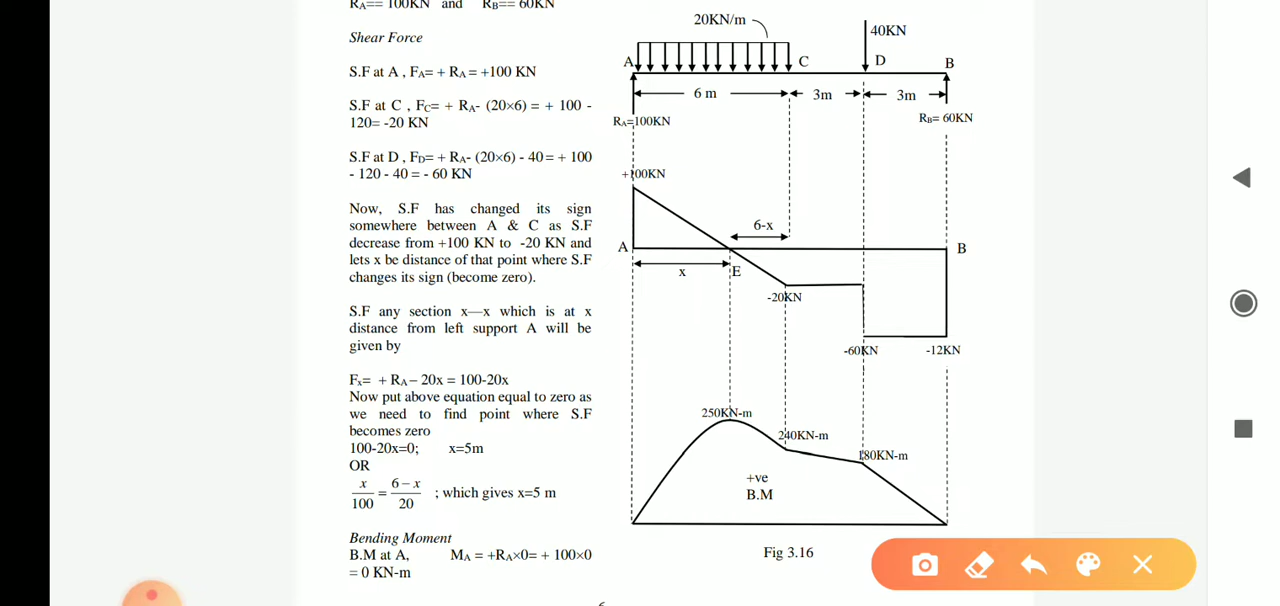 RA== 100KN and RB== 60KN
Shear Force
S.F at A , FA= + RA = +100 KN
S.F at C , FC= + RA- (20×6) = + 100 -
120= -20 KN
S.F at D , FD= + RA- (20×6) - 40 = + 100
- 120 - 40 = - 60 KN
Now, S.F has changed its sign
somewhere between A & C as S.F
decrease from +100 KN to -20 KN and
lets x be distance of that point where S.F
changes its sign (become zero).
S.F any section x—x which is at x
distance from left support A will be
given by
Fx= + RA – 20x = 100-20x
Now put above equation equal to zero as
we need to find point where S.F
becomes zero
100-20x=0; x=5m
OR
x/100 = 6-x/20 ; which gives x=5 m
Bending Moment
B.M at A, MA = +RA×0= + 100×0
= 0 KN-m
20KN/m
40KN
A C D B
6 m 3m 3m
RA=100KN RB= 60KN
+100KN
6-x
A B
x E
-20KN
-60KN -12KN
250KN-m
240KN-m
180KN-m
+ve
B.M
Fig 3.16